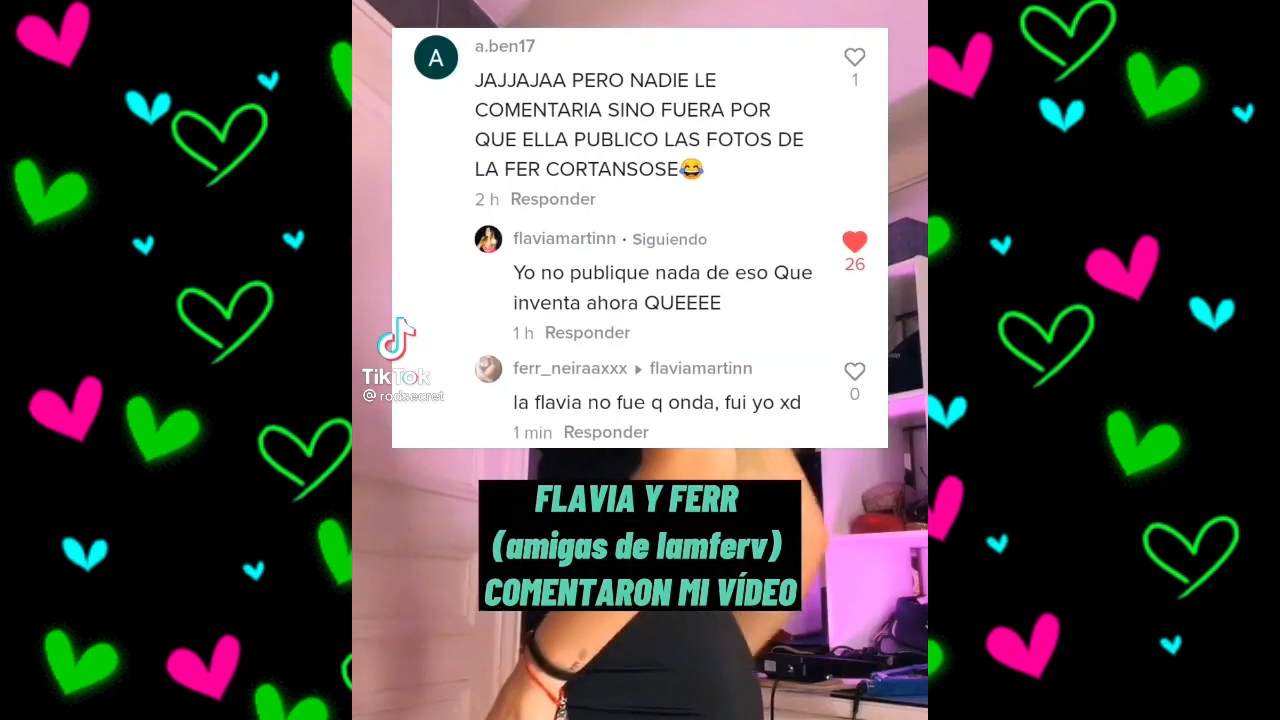 A
a.ben17
JAJJAJAA PERO NADIE LE
COMENTARIA SINO FUERA POR
QUE ELLA PUBLICO LAS FOTOS DE
LA FER CORTANSOSE😂
1
2 h Responder
flaviamartinn · Siguiendo
Yo no publique nada de eso Que
inventa ahora QUEEEE
26
1 h Responder
ferr_neiraaxxx ▸ flaviamartinn
la flavia no fue q onda, fui yo xd
0
1 min Responder
TikTok
@rodsecret
FLAVIA Y FERR
(amigas de lamferv)
COMENTARON MI VÍDEO